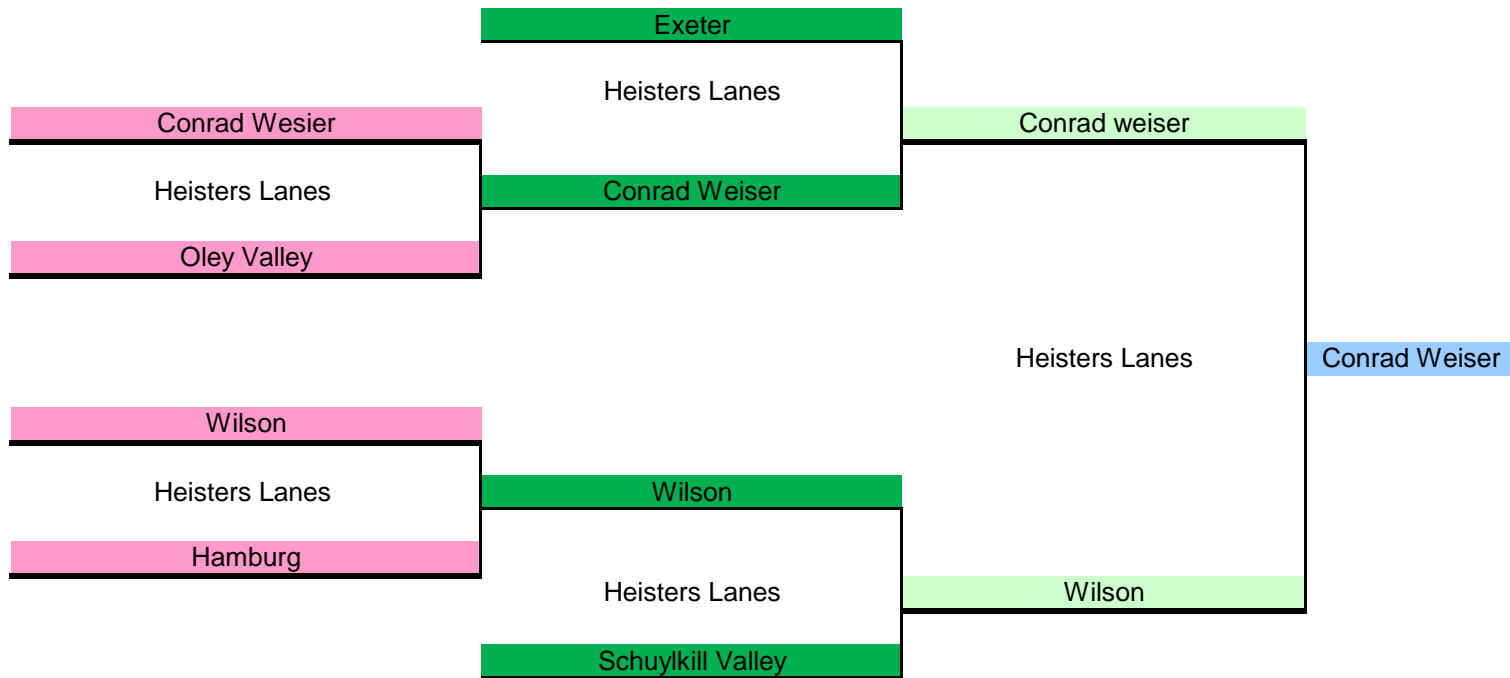 Exeter
Heisters Lanes
Conrad Wesier
Conrad weiser
Heisters Lanes
Conrad Weiser
Oley Valley
Heisters Lanes
Conrad Weiser
Wilson
Heisters Lanes
Wilson
Hamburg
Heisters Lanes
Wilson
Schuylkill Valley